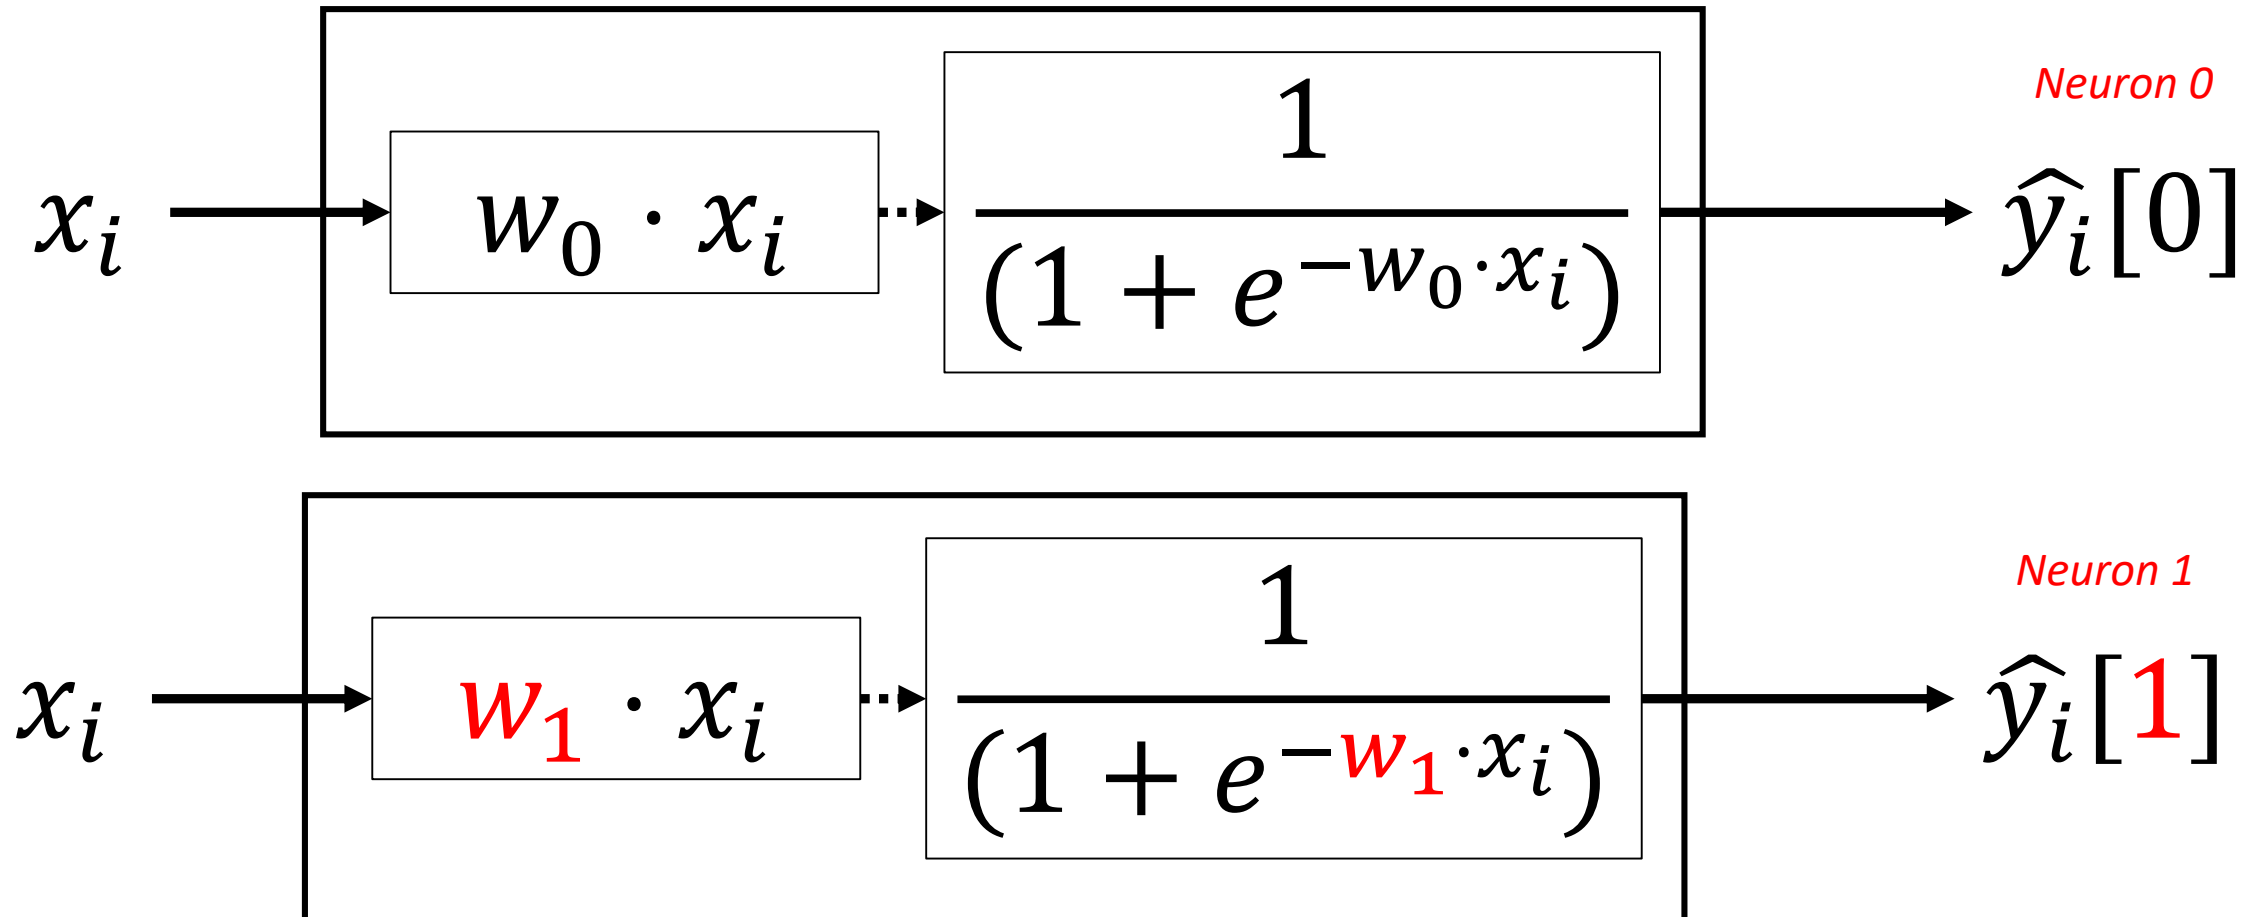 Neuron 0
x_i
w_0 · x_i
1
(1 + e^{−w_0·x_i})
ŷ_i[0]
Neuron 1
x_i
w_1 · x_i
1
(1 + e^{−w_1·x_i})
ŷ_i[1]